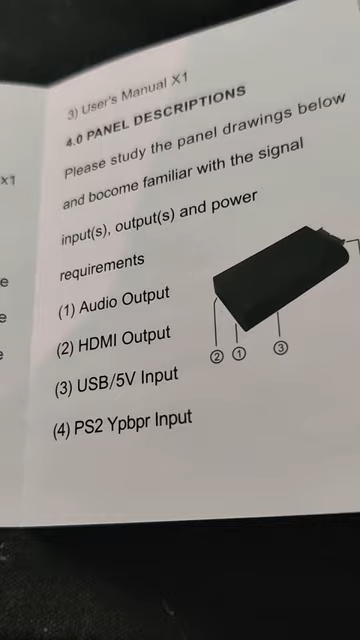 3) User's Manual X1
4.0 PANEL DESCRIPTIONS
Please study the panel drawings below
and bocome familiar with the signal
input(s), output(s) and power
requirements
(1) Audio Output
(2) HDMI Output
(3) USB/5V Input
(4) PS2 Ypbpr Input
② ① ③
x1
e
e
e